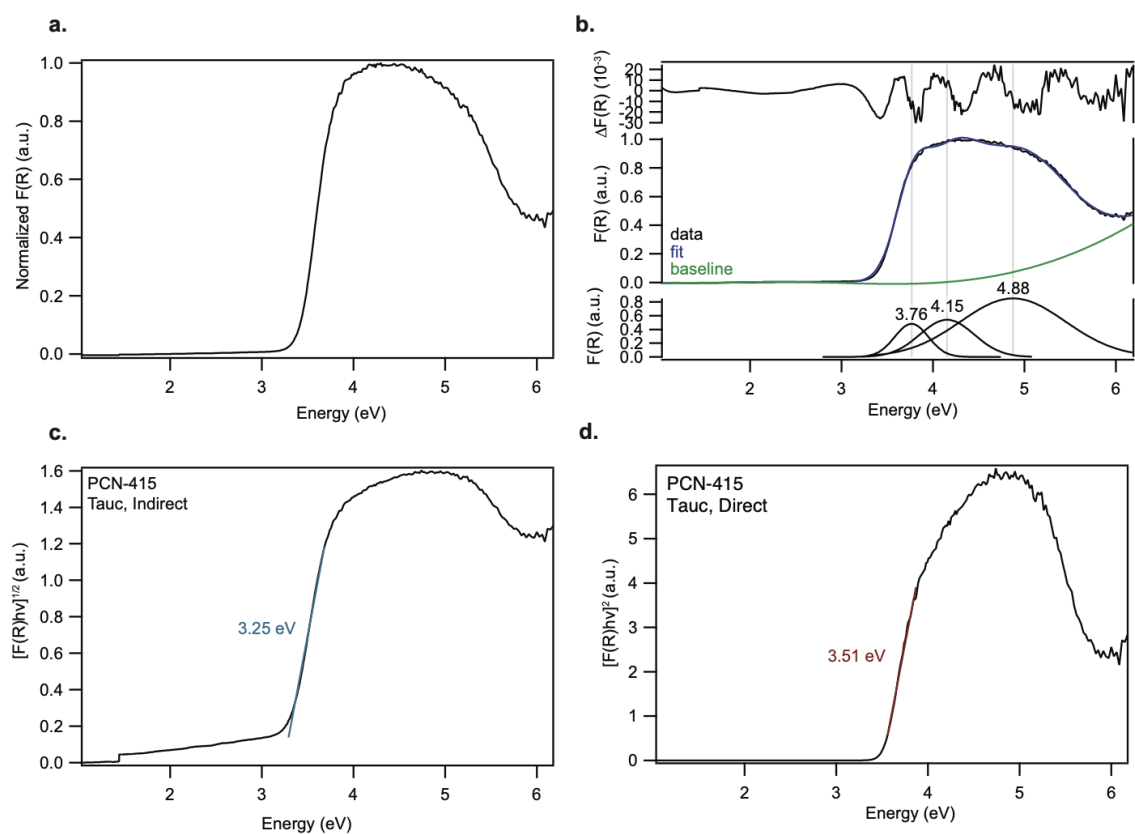 a.
Normalized F(R) (a.u.)
1.0
0.8
0.6
0.4
0.2
0.0
2 3 4 5 6
Energy (eV)
b.
ΔF(R) (10⁻³)
20
10
0
-10
-20
-30
F(R) (a.u.)
1.0
0.8
0.6
0.4
0.2
0.0
data
fit
baseline
F(R) (a.u.)
0.8
0.6
0.4
0.2
0.0
3.76 4.15 4.88
2 3 4 5 6
Energy (eV)
c.
[F(R)hv]¹ᐟ² (a.u.)
1.6
1.4
1.2
1.0
0.8
0.6
0.4
0.2
0.0
PCN-415
Tauc, Indirect
3.25 eV
2 3 4 5 6
Energy (eV)
d.
[F(R)hv]² (a.u.)
6
5
4
3
2
1
0
PCN-415
Tauc, Direct
3.51 eV
2 3 4 5 6
Energy (eV)